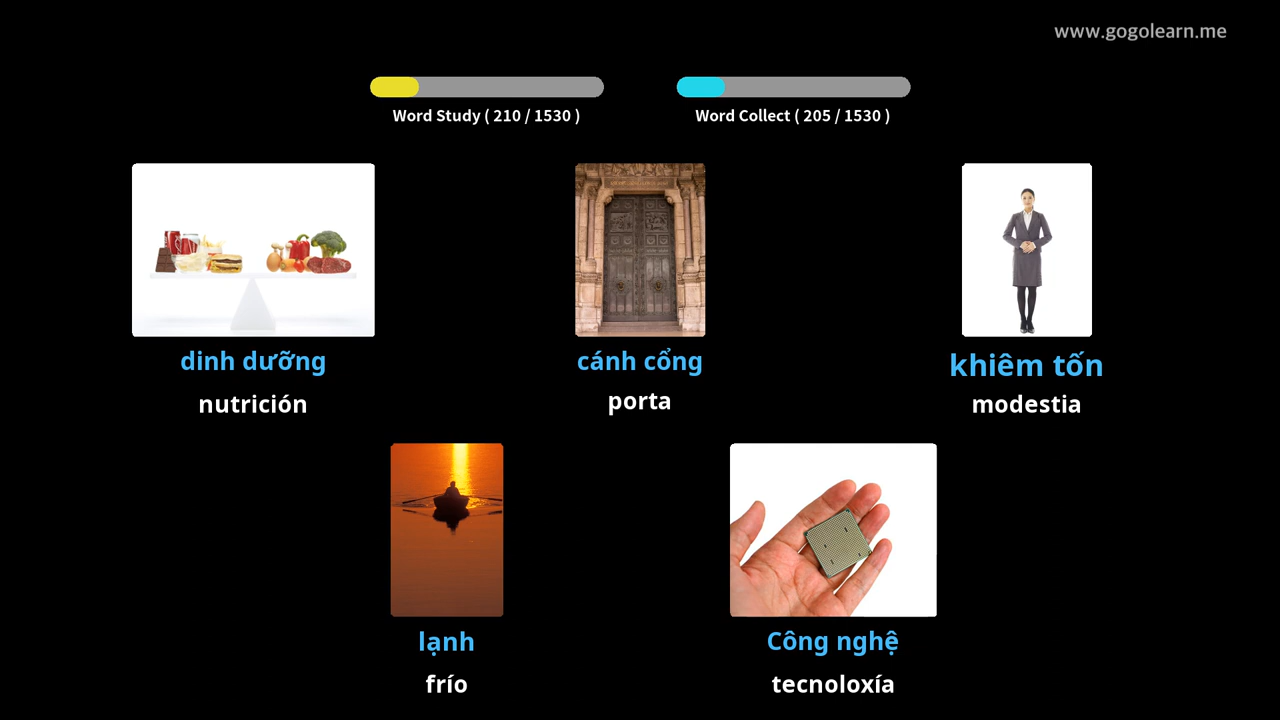 www.gogolearn.me
Word Study ( 210 / 1530 )
Word Collect ( 205 / 1530 )
dinh dưỡng
nutrición
cánh cổng
porta
khiêm tốn
modestia
lạnh
frío
Công nghệ
tecnoloxía